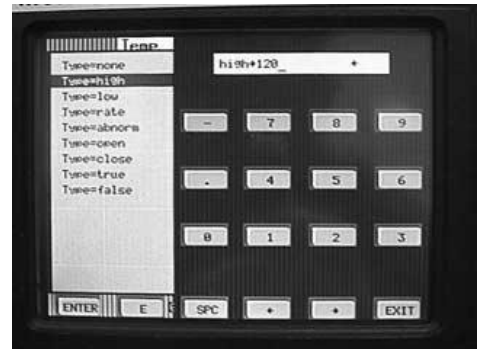 Temp
high+120_ +
Type=none
Type=high
Type=low
Type=rate
Type=abnorm
Type=open
Type=close
Type=true
Type=false
- 7 8 9
. 4 5 6
0 1 2 3
ENTER E SPC EXIT